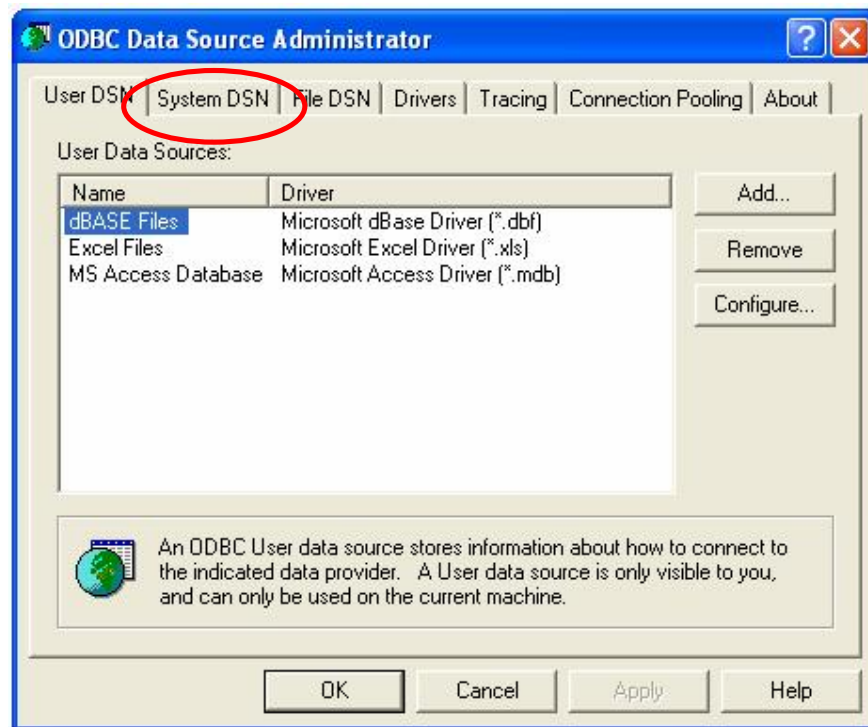 ODBC Data Source Administrator
User DSN System DSN File DSN Drivers Tracing Connection Pooling About
User Data Sources:
Name Driver
dBASE Files Microsoft dBase Driver (*.dbf)
Excel Files Microsoft Excel Driver (*.xls)
MS Access Database Microsoft Access Driver (*.mdb)
Add...
Remove
Configure...
An ODBC User data source stores information about how to connect to
the indicated data provider. A User data source is only visible to you,
and can only be used on the current machine.
OK Cancel Apply Help